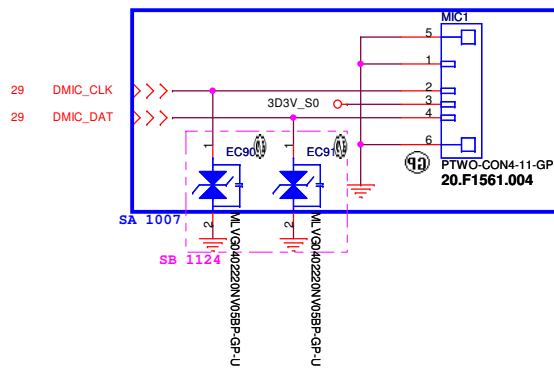 MIC1
5
1
29 DMIC_CLK
2
3D3V_S0
3
29 DMIC_DAT
4
6
1
EC90
1
EC91
GP
PTWO-CON4-11-GP
20.F1561.004
SA 1007
2
2
SB 1124
MLVG0402220NV05BP-GP-U
MLVG0402220NV05BP-GP-U